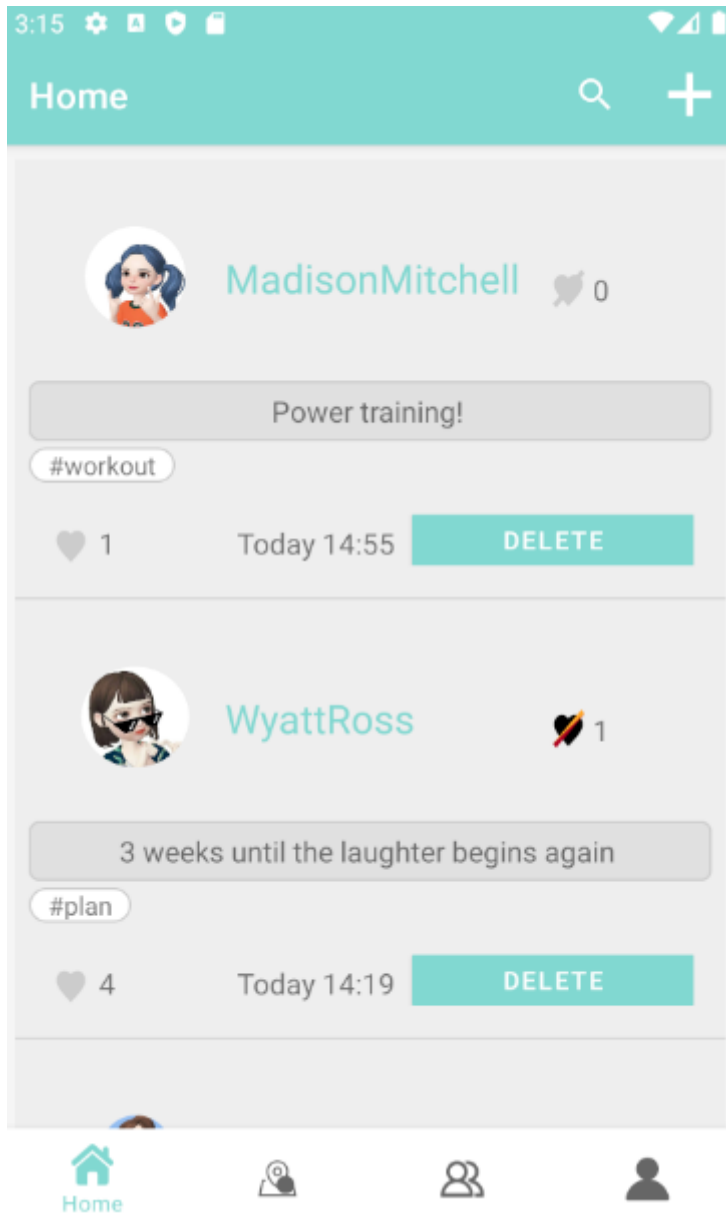 3:15
Home
MadisonMitchell 0
Power training!
#workout
1 Today 14:55 DELETE
WyattRoss 1
3 weeks until the laughter begins again
#plan
4 Today 14:19 DELETE
Home